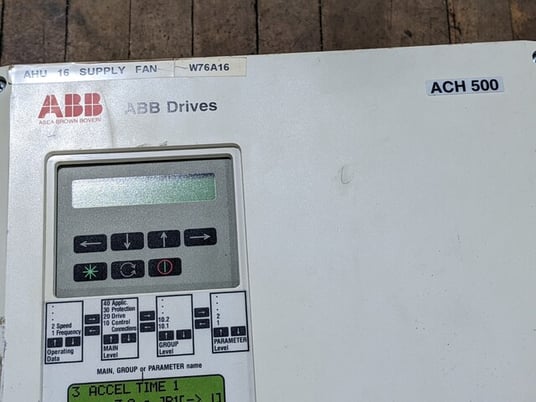 AHU 16 SUPPLY FAN W76A16
ACH 500
ABB
ASEA BROWN BOVERI
ABB Drives
40 Applic.
30 Protection
20 Drive
10 Control
Connections
2 Speed
1 Frequency
10.2
10.1
2
1
Operating
Data
MAIN
Level
GROUP
Level
PARAMETER
Level
MAIN, GROUP or PARAMETER name
3 ACCEL TIME 1